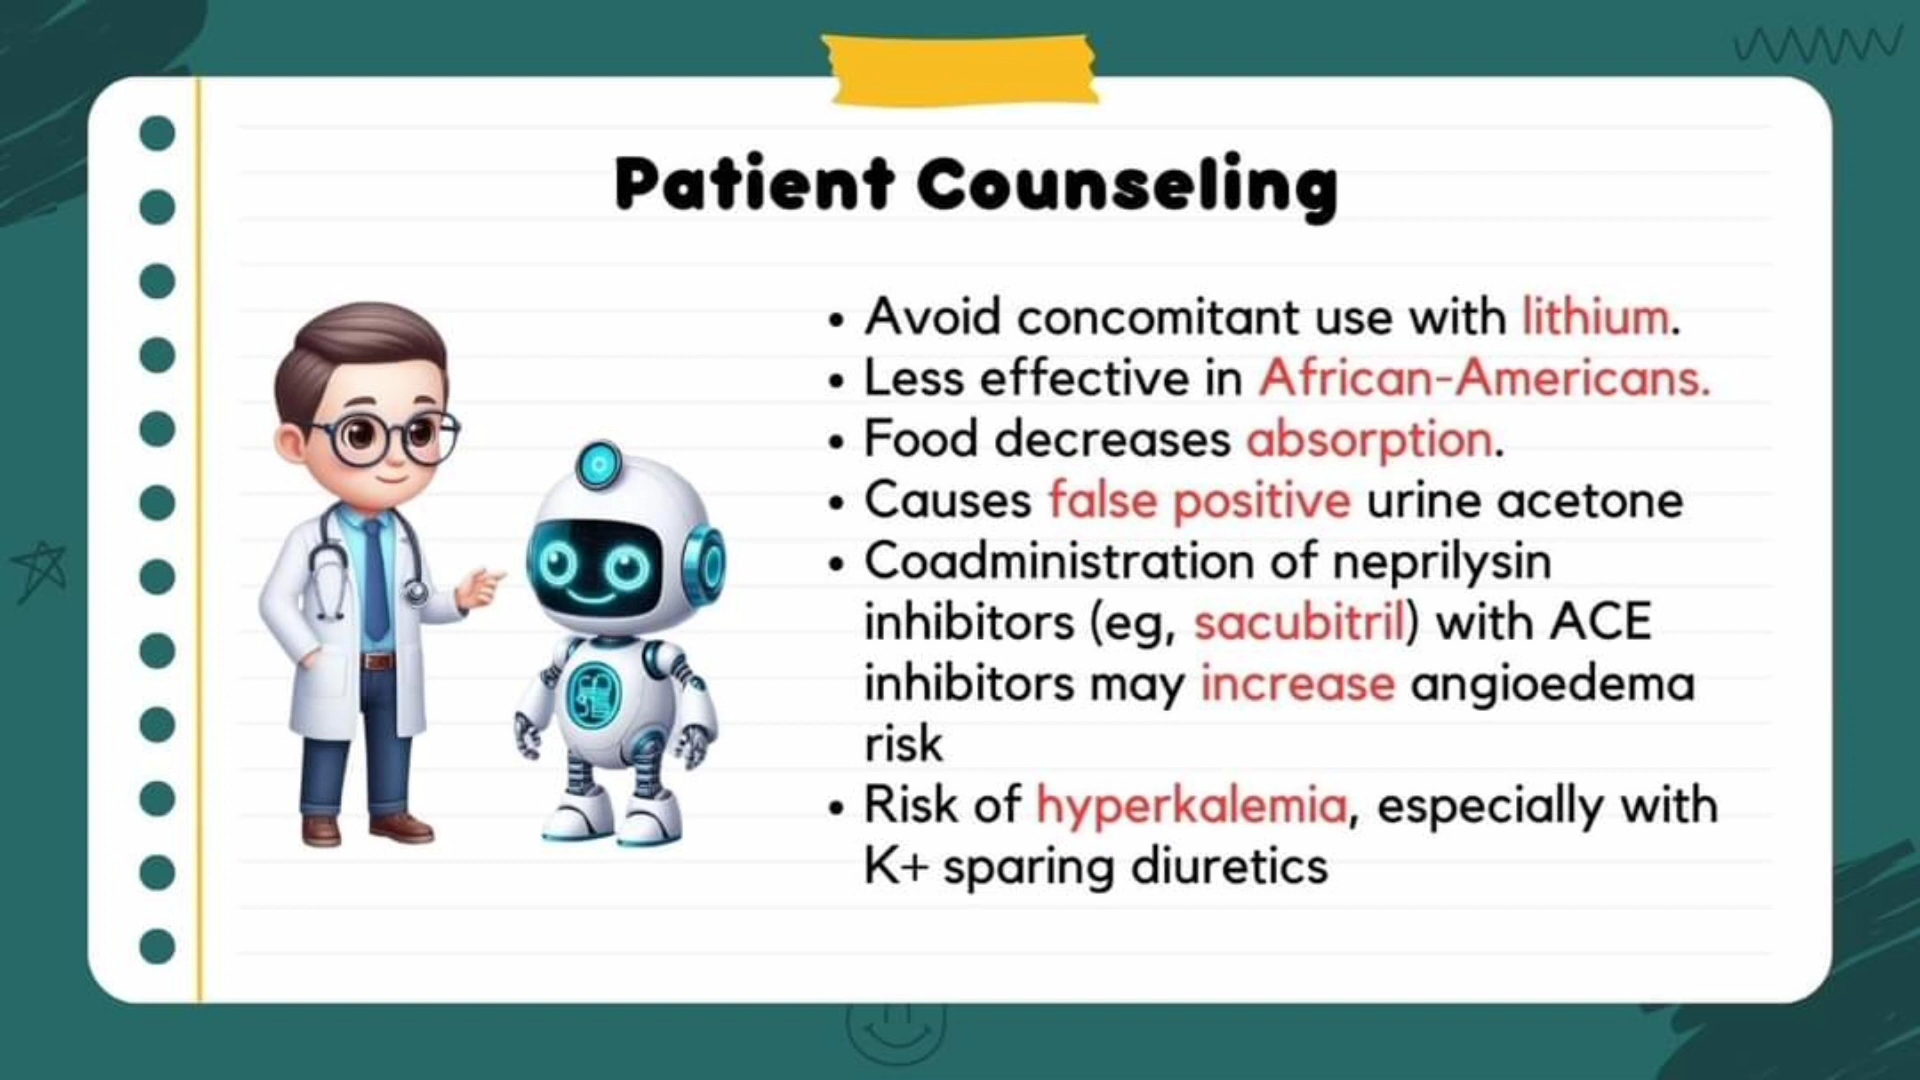 Patient Counseling
• Avoid concomitant use with lithium.
• Less effective in African-Americans.
• Food decreases absorption.
• Causes false positive urine acetone
• Coadministration of neprilysin
inhibitors (eg, sacubitril) with ACE
inhibitors may increase angioedema
risk
• Risk of hyperkalemia, especially with
K+ sparing diuretics